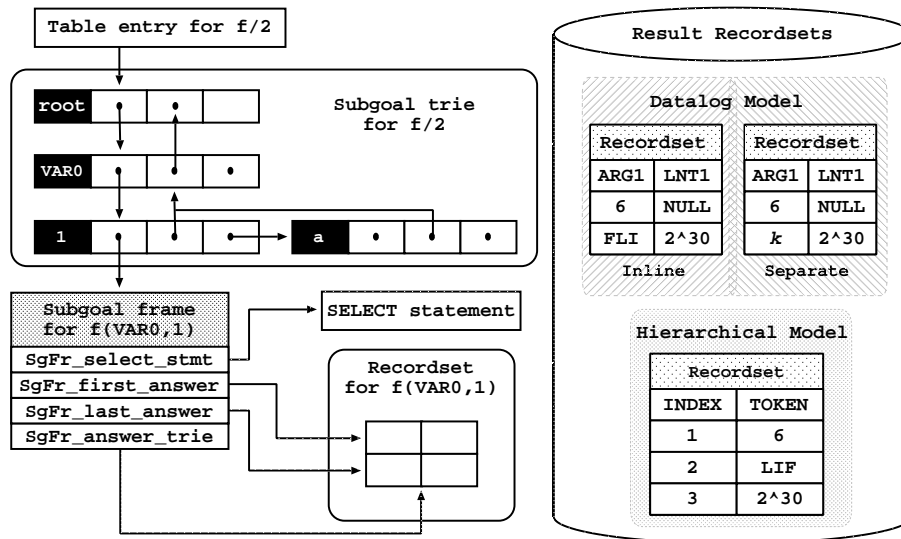 Table entry for f/2
root
Subgoal trie
for f/2
VAR0
1
a
Subgoal frame
for f(VAR0,1)
SgFr_select_stmt
SgFr_first_answer
SgFr_last_answer
SgFr_answer_trie
SELECT statement
Recordset
for f(VAR0,1)
Result Recordsets
Datalog Model
Recordset Recordset
ARG1 LNT1 ARG1 LNT1
6 NULL 6 NULL
FLI 2^30 k 2^30
Inline Separate
Hierarchical Model
Recordset
INDEX TOKEN
1 6
2 LIF
3 2^30